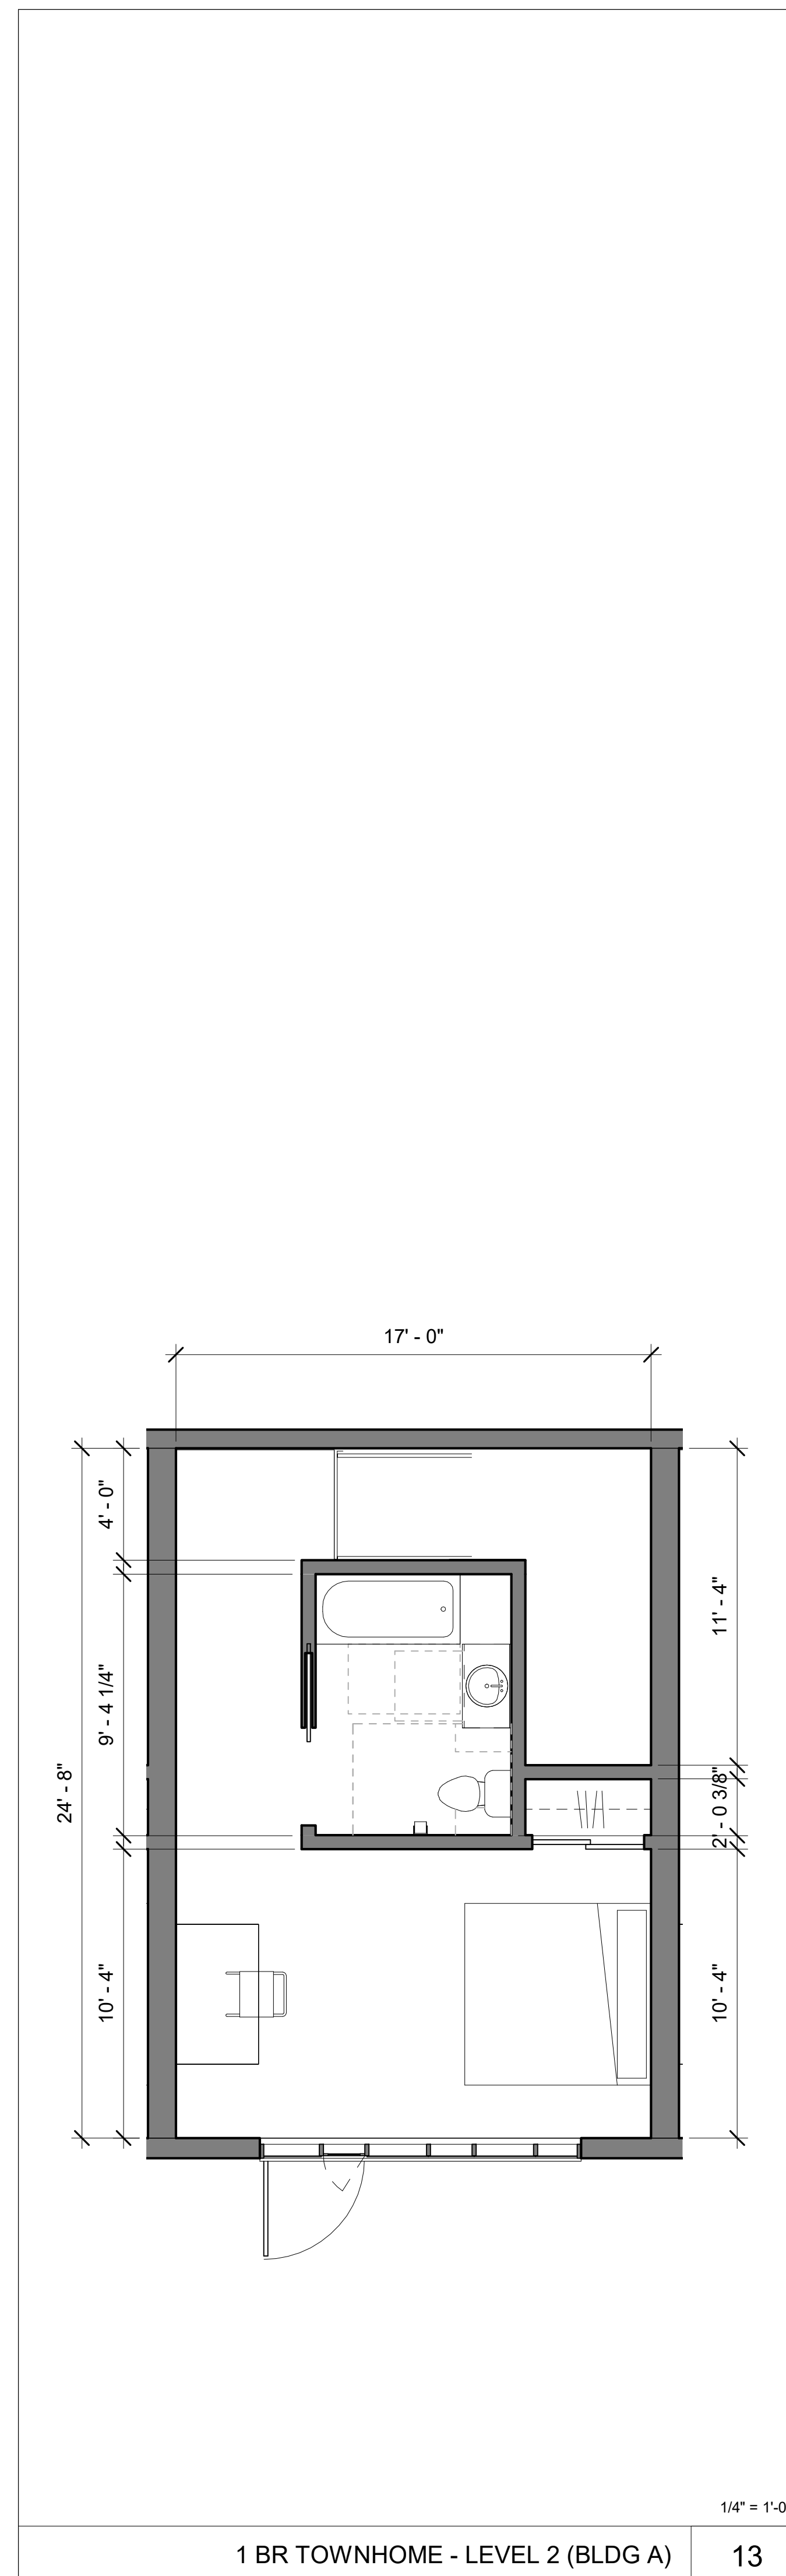 17' - 0"
4' - 0"
11' - 4"
9' - 4 1/4"
24' - 8"
2' - 0 3/8"
10' - 4"
10' - 4"
1/4" = 1'-0
1 BR TOWNHOME - LEVEL 2 (BLDG A)
13